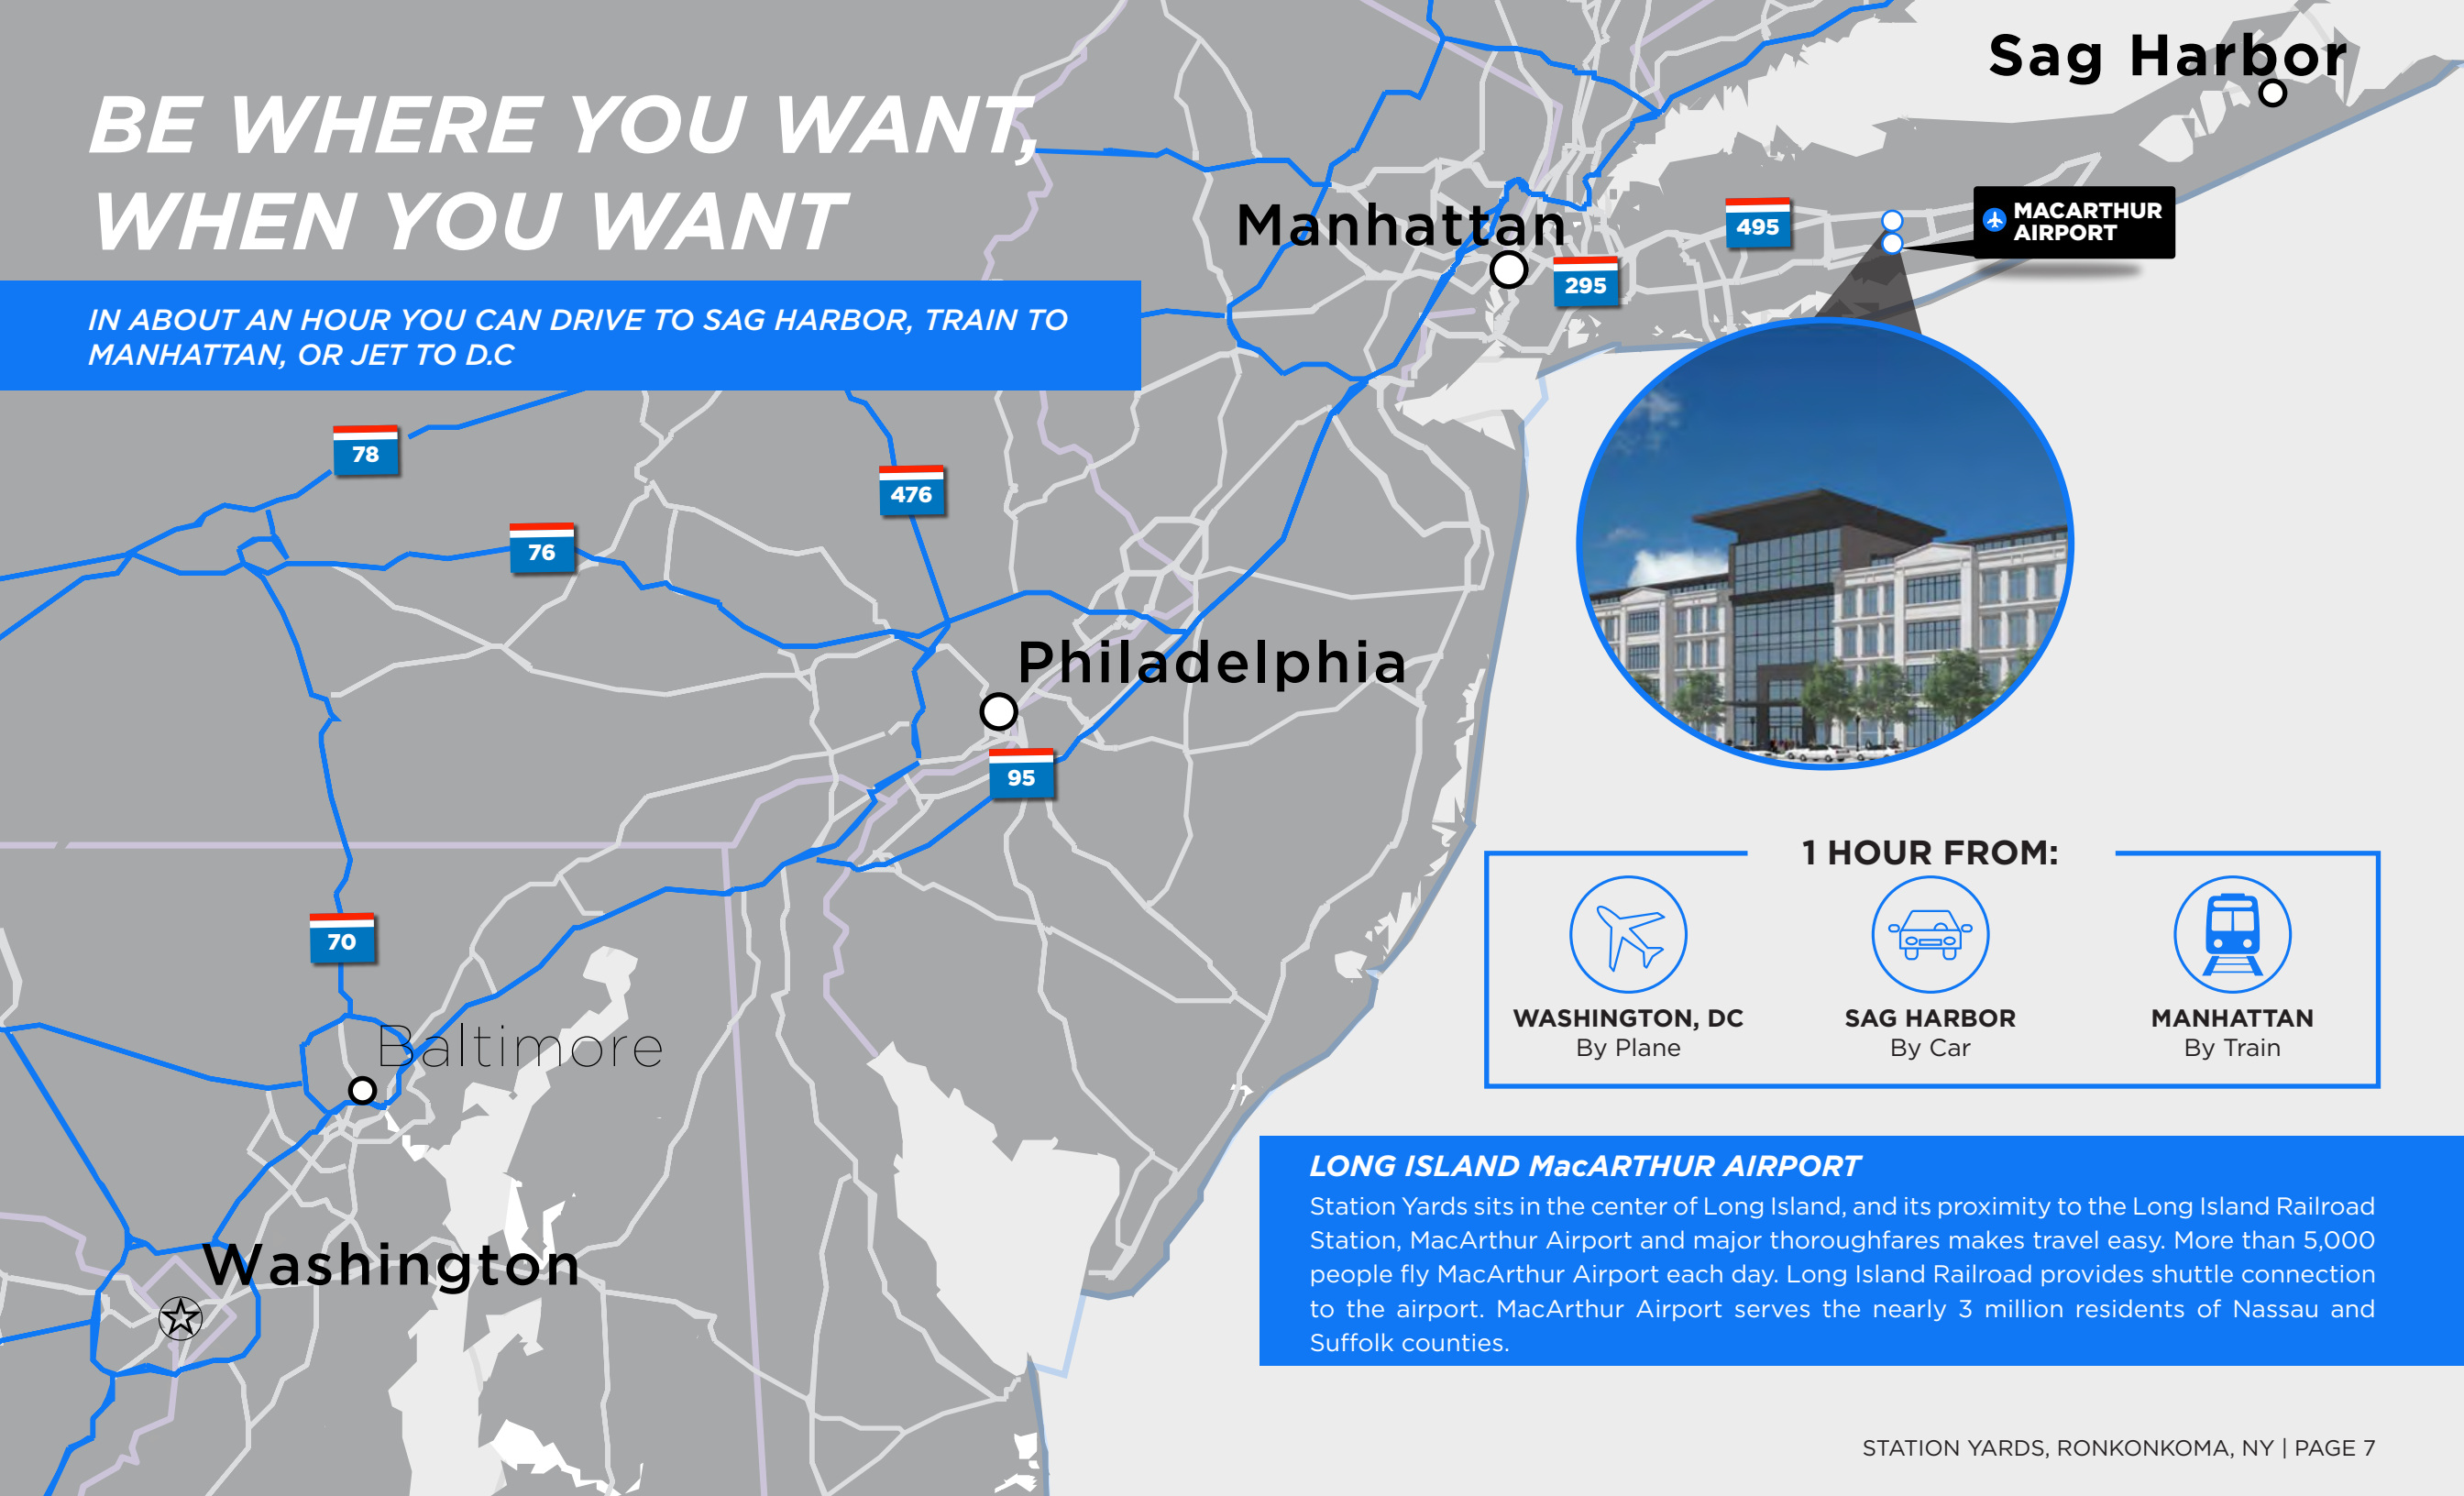 BE WHERE YOU WANT,
WHEN YOU WANT
IN ABOUT AN HOUR YOU CAN DRIVE TO SAG HARBOR, TRAIN TO
MANHATTAN, OR JET TO D.C
Sag Harbor
Manhattan
495
MACARTHUR
AIRPORT
295
78
476
76
Philadelphia
95
70
Baltimore
Washington
1 HOUR FROM:
WASHINGTON, DC
By Plane
SAG HARBOR
By Car
MANHATTAN
By Train
LONG ISLAND MacARTHUR AIRPORT
Station Yards sits in the center of Long Island, and its proximity to the Long Island Railroad
Station, MacArthur Airport and major thoroughfares makes travel easy. More than 5,000
people fly MacArthur Airport each day. Long Island Railroad provides shuttle connection
to the airport. MacArthur Airport serves the nearly 3 million residents of Nassau and
Suffolk counties.
STATION YARDS, RONKONKOMA, NY | PAGE 7